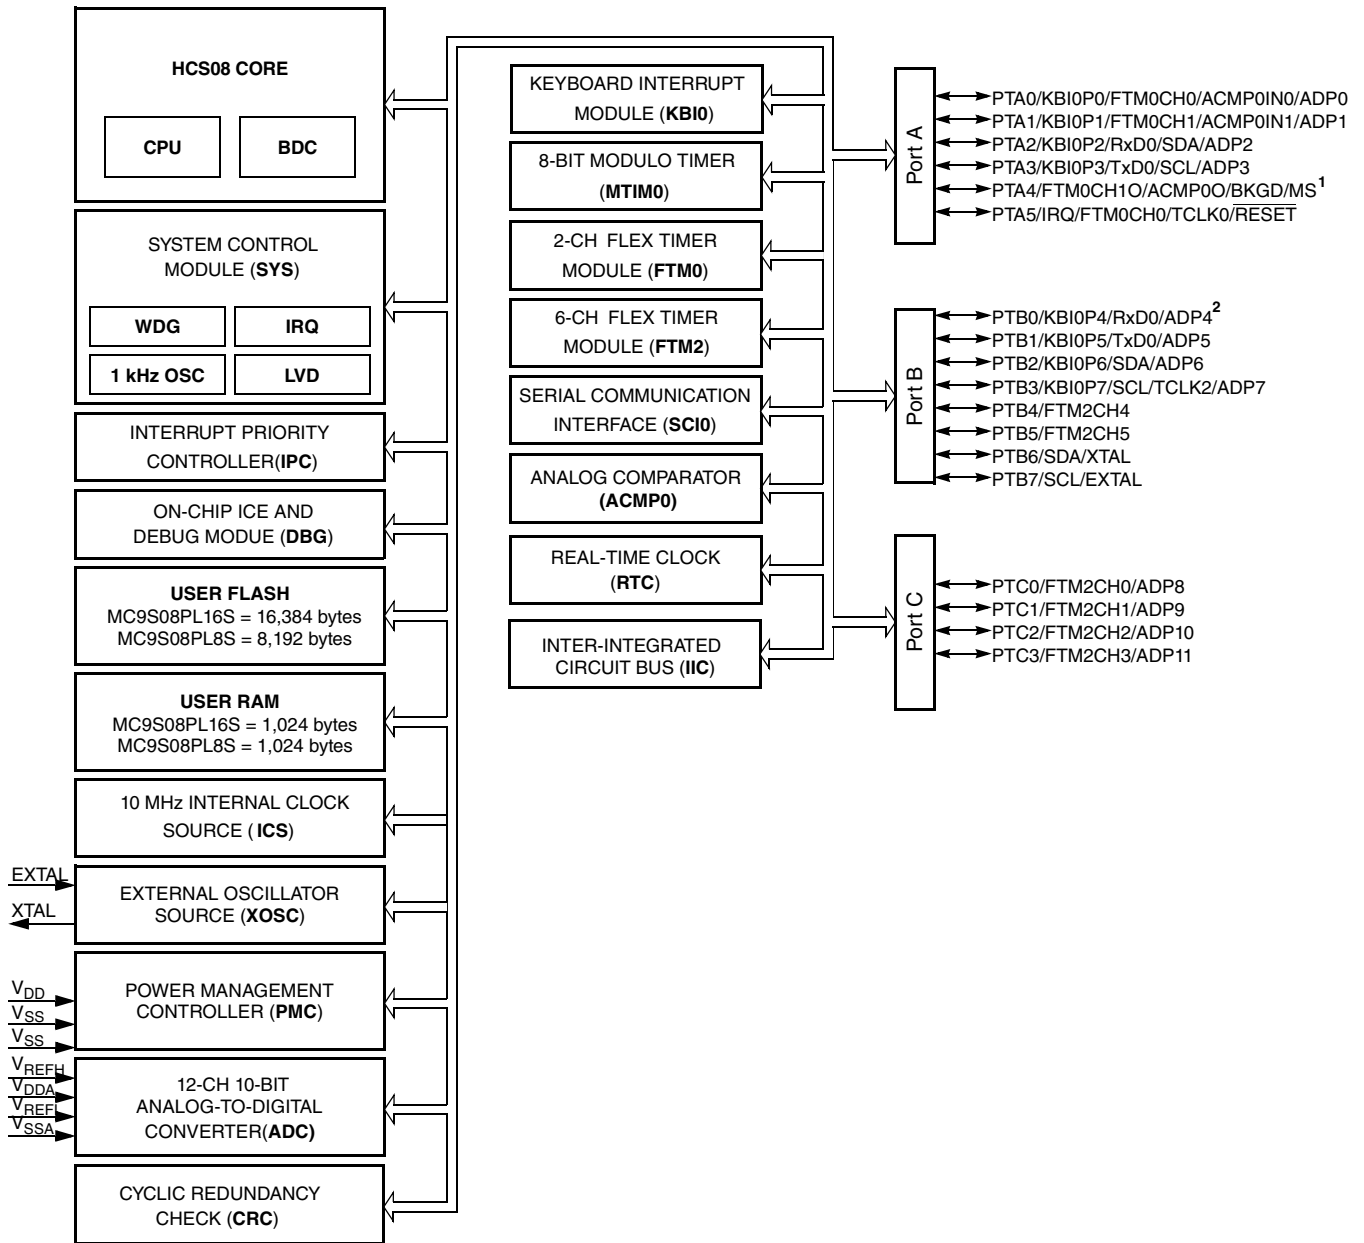 HCS08 CORE
CPU
BDC
SYSTEM CONTROL
MODULE (SYS)
WDG
IRQ
1 kHz OSC
LVD
INTERRUPT PRIORITY
CONTROLLER(IPC)
ON-CHIP ICE AND
DEBUG MODUE (DBG)
USER FLASH
MC9S08PL16S = 16,384 bytes
MC9S08PL8S = 8,192 bytes
USER RAM
MC9S08PL16S = 1,024 bytes
MC9S08PL8S = 1,024 bytes
10 MHz INTERNAL CLOCK
SOURCE ( ICS)
EXTAL
XTAL
EXTERNAL OSCILLATOR
SOURCE (XOSC)
VDD
VSS
VSS
POWER MANAGEMENT
CONTROLLER (PMC)
VREFH
VDDA
VREFL
VSSA
12-CH 10-BIT
ANALOG-TO-DIGITAL
CONVERTER(ADC)
CYCLIC REDUNDANCY
CHECK (CRC)
KEYBOARD INTERRUPT
MODULE (KBI0)
8-BIT MODULO TIMER
(MTIM0)
2-CH FLEX TIMER
MODULE (FTM0)
6-CH FLEX TIMER
MODULE (FTM2)
SERIAL COMMUNICATION
INTERFACE (SCI0)
ANALOG COMPARATOR
(ACMP0)
REAL-TIME CLOCK
(RTC)
INTER-INTEGRATED
CIRCUIT BUS (IIC)
Port A
PTA0/KBI0P0/FTM0CH0/ACMP0IN0/ADP0
PTA1/KBI0P1/FTM0CH1/ACMP0IN1/ADP1
PTA2/KBI0P2/RxD0/SDA/ADP2
PTA3/KBI0P3/TxD0/SCL/ADP3
PTA4/FTM0CH1O/ACMP0O/BKGD/MS1
PTA5/IRQ/FTM0CH0/TCLK0/RESET
Port B
PTB0/KBI0P4/RxD0/ADP42
PTB1/KBI0P5/TxD0/ADP5
PTB2/KBI0P6/SDA/ADP6
PTB3/KBI0P7/SCL/TCLK2/ADP7
PTB4/FTM2CH4
PTB5/FTM2CH5
PTB6/SDA/XTAL
PTB7/SCL/EXTAL
Port C
PTC0/FTM2CH0/ADP8
PTC1/FTM2CH1/ADP9
PTC2/FTM2CH2/ADP10
PTC3/FTM2CH3/ADP11